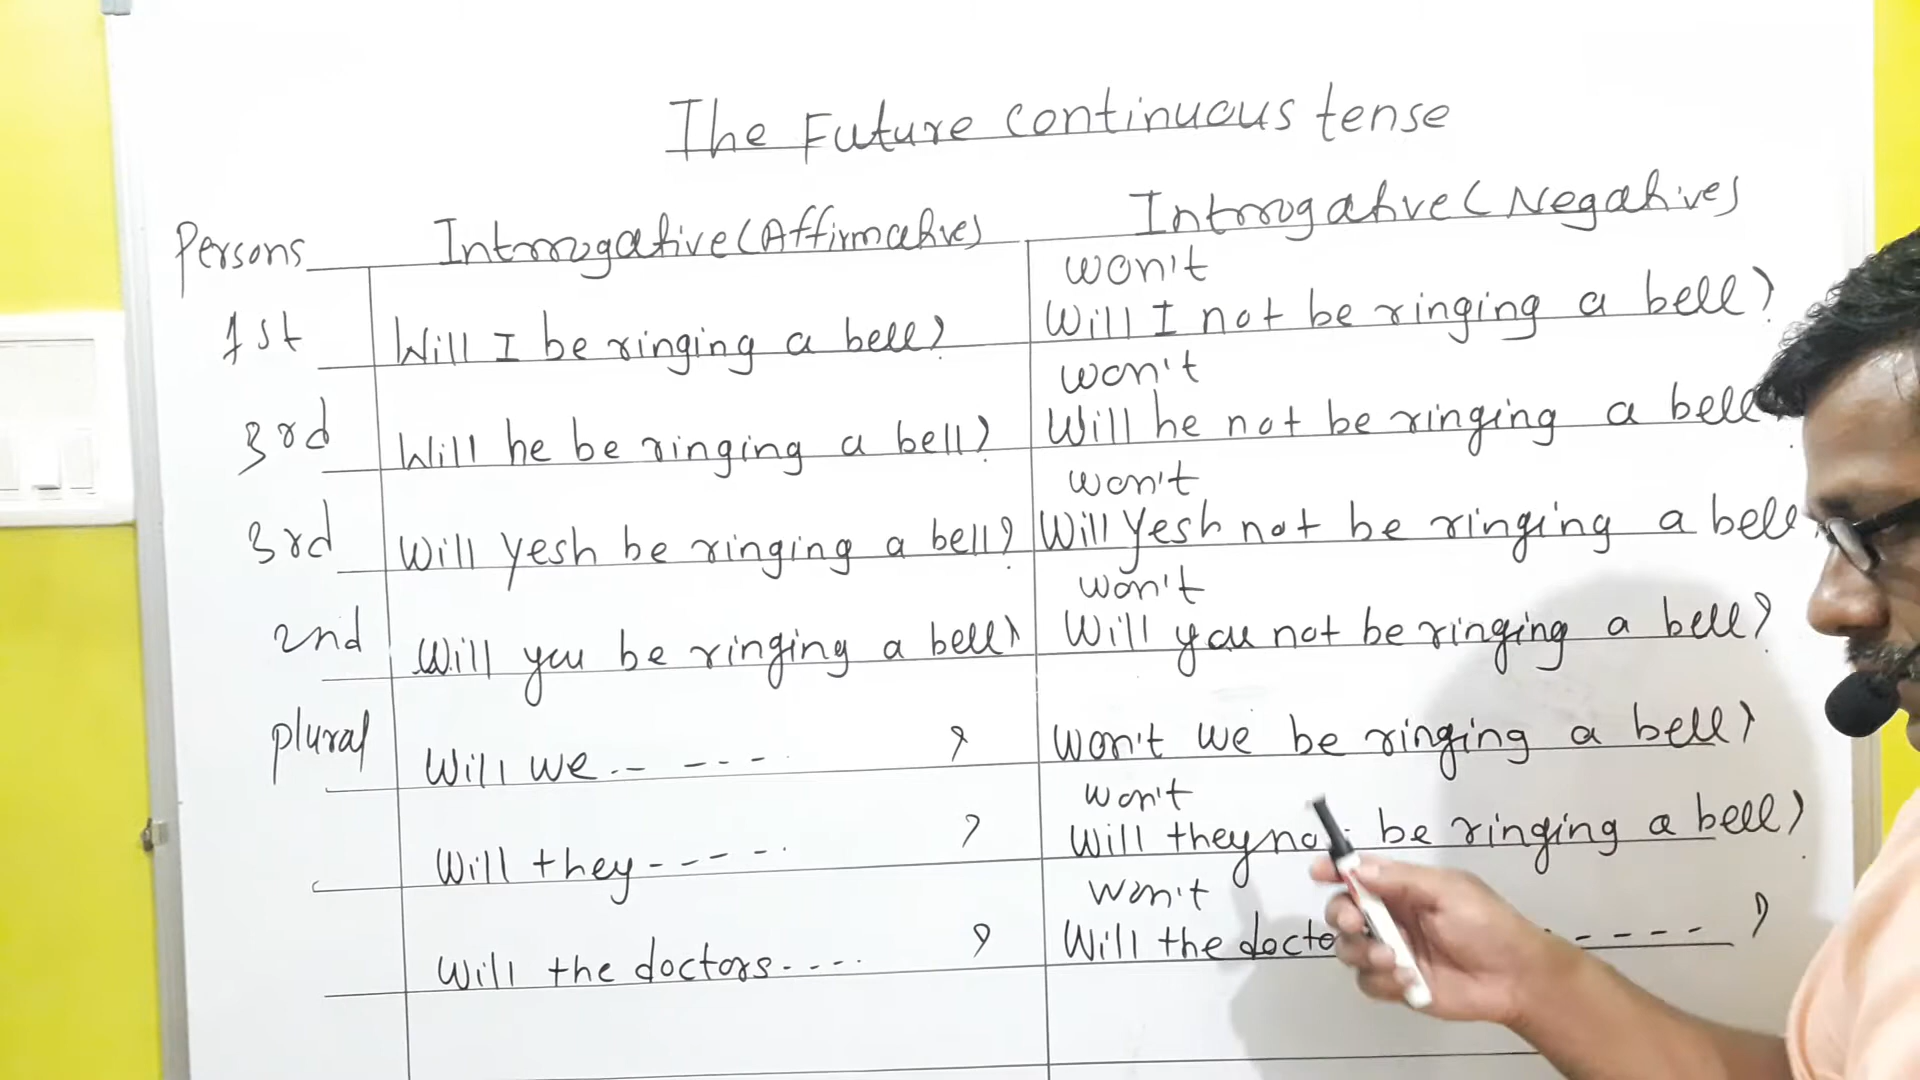 The Future continuous tense
Persons Introgative (Affirmative) Introgative (Negative)
won't
1st Will I be ringing a bell? Will I not be ringing a bell?
won't
3rd Will he be ringing a bell? Will he not be ringing a bell
won't
3rd Will Yesh be ringing a bell? Will Yesh not be ringing a bell
won't
2nd Will you be ringing a bell? Will you not be ringing a bell?
plural Will we ----- ? Won't we be ringing a bell?
won't
Will they ----- ? Will they be ringing a bell?
Won't
Will the doctors ---- ? Will the ----- ?